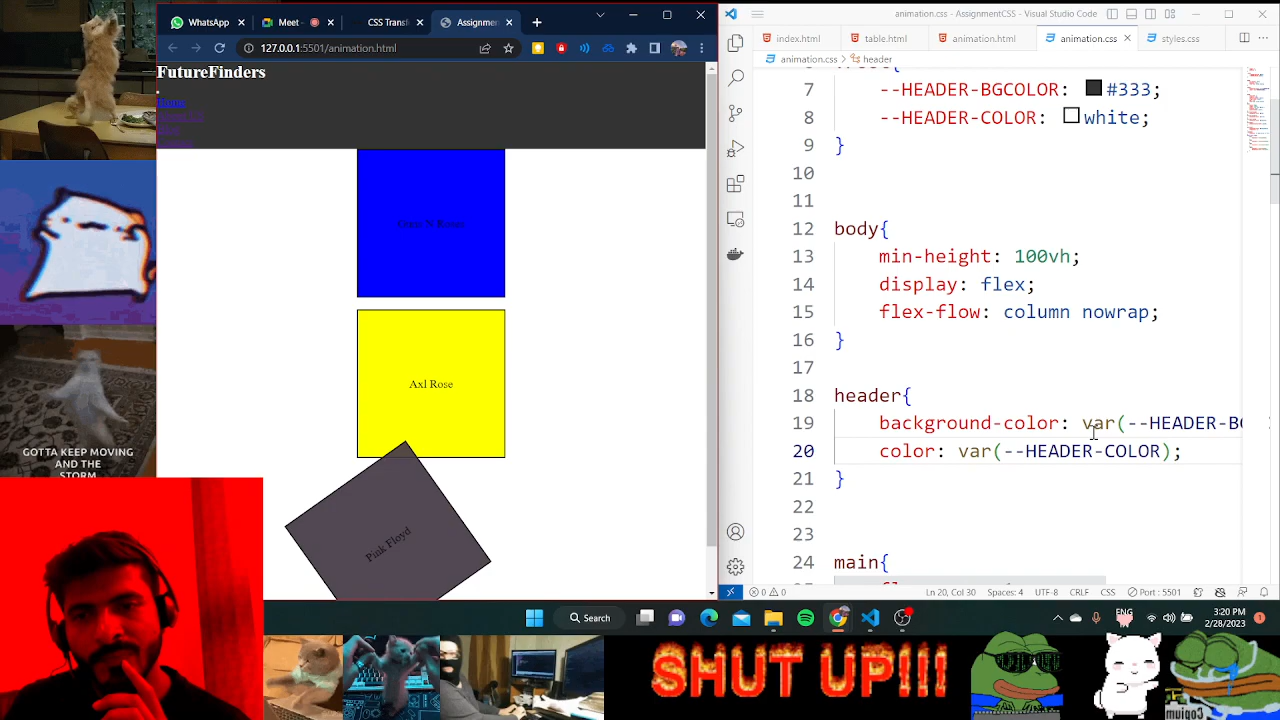 WhatsApp
Meet -
CSS Transf
Assignmen
127.0.0.1:5501/animation.html
FutureFinders
Home
Axl Rose
Pink Floyd
GOTTA KEEP MOVING
AND THE
STORM
animation.css - AssignmentCSS - Visual Studio Code
index.html
table.html
animation.html
animation.css
styles.css
animation.css > header
7 --HEADER-BGCOLOR: #333;
8 --HEADER-COLOR: white;
9 }
10
11
12 body{
13 min-height: 100vh;
14 display: flex;
15 flex-flow: column nowrap;
16 }
17
18 header{
19 background-color: var(--HEADER-BG
20 color: var(--HEADER-COLOR);
21 }
22
23
24 main{
0 0
Ln 20, Col 30
Spaces: 4
UTF-8
CRLF
CSS
Port : 5501
Search
ENG
3:20 PM
2/28/2023
SHUT UP!!!